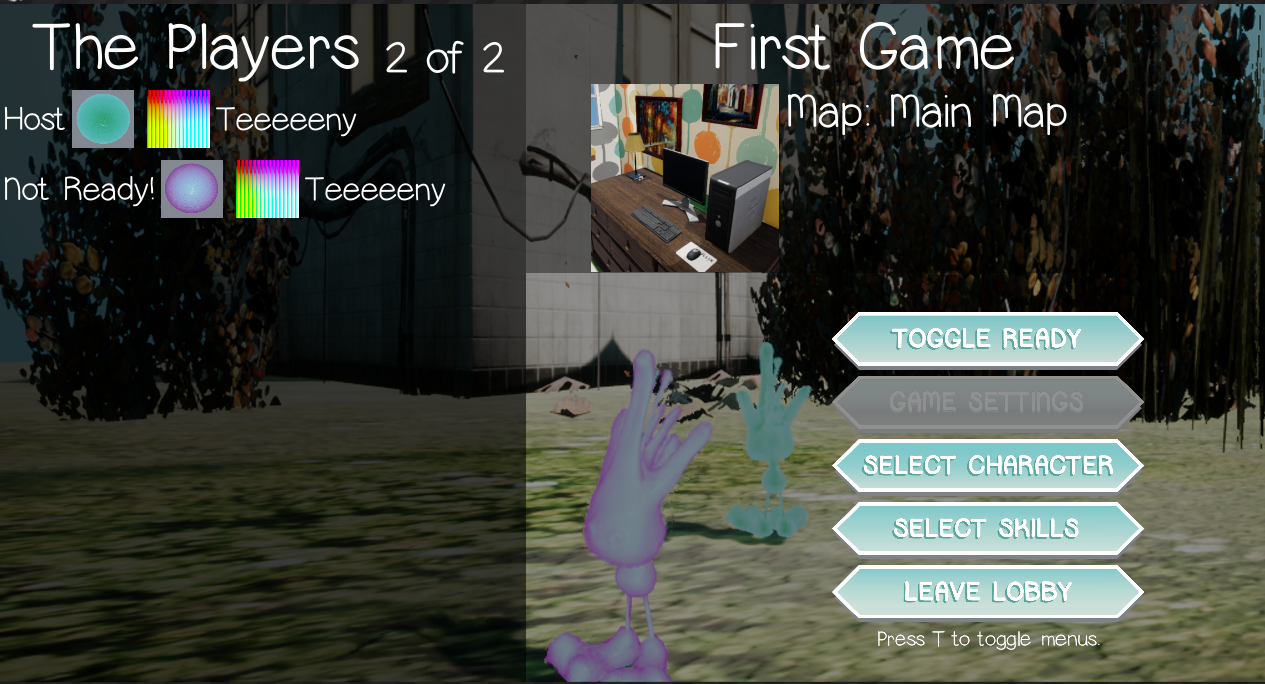 The Players 2 of 2
Host Teeeeeny
Not Ready! Teeeeeny
First Game
Map: Main Map
TOGGLE READY
GAME SETTINGS
SELECT CHARACTER
SELECT SKILLS
LEAVE LOBBY
Press T to toggle menus.